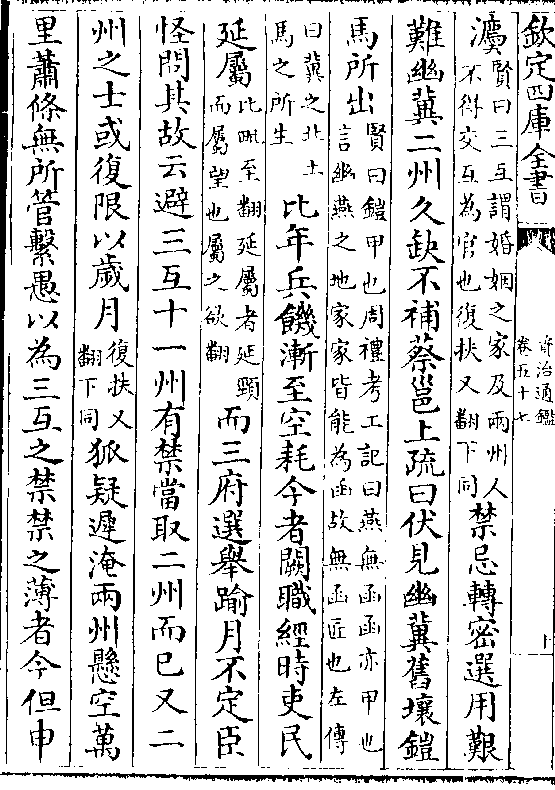 欽定四庫全書
資治通鑑
卷五十七
賢曰三互謂婚姻之家及兩州人
不得交互為官也復扶又翻下同
禁忌轉密選用艱
難幽冀二州久缺不補蔡邕上疏曰伏見幽冀舊壤鎧
馬所出
賢曰鎧甲也周禮考工記曰燕無函函亦甲也
言幽燕之地家家皆能為函故無函匠也左傳
曰冀之北土
馬之所生
比年兵饑漸至空耗今者闕職經時吏民
延屬
比毗至翻延屬者延頸
而屬望也屬之欲翻
而三府選舉踰月不定臣
怪問其故云避三互十一州有禁當取二州而已又二
州之士或復限以歲月
復扶又
翻下同
狐疑遲淹兩州懸空萬
里蕭條無所管繫愚以為三互之禁禁之薄者今但申